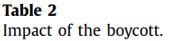 Table 2
Impact of the boycott.